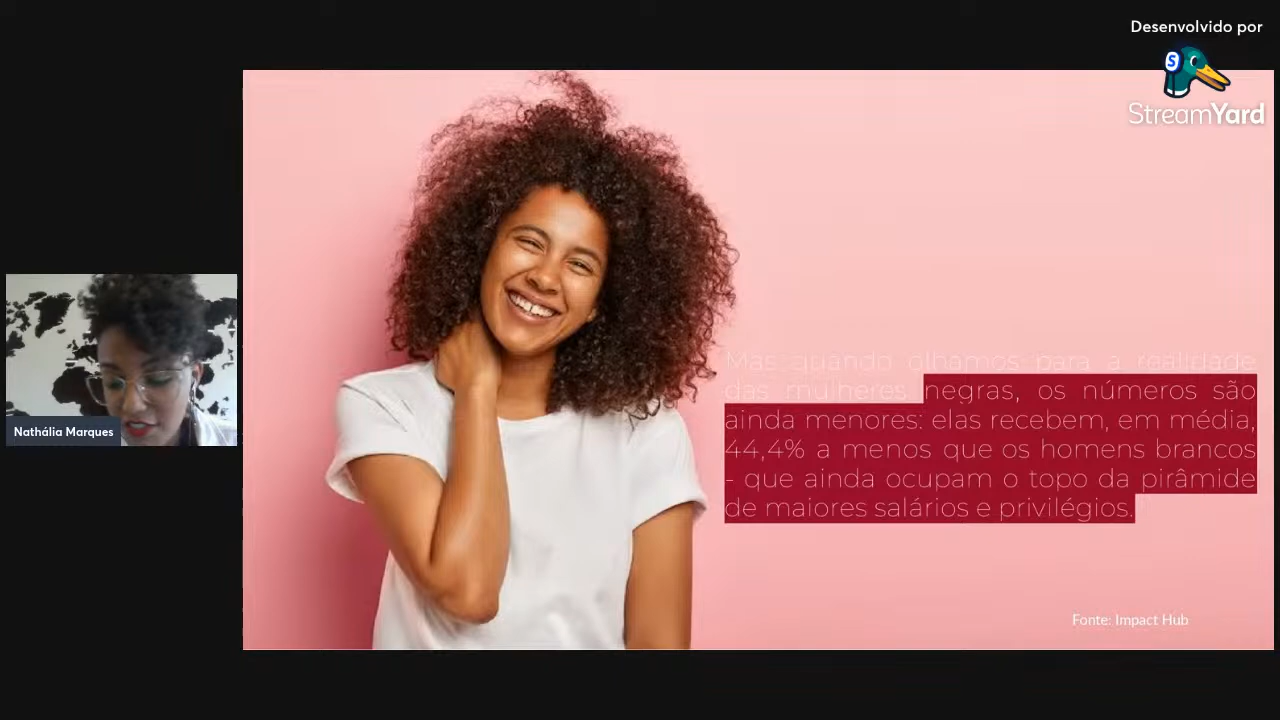 Desenvolvido por
S
StreamYard
Mas quando olhamos para a realidade
das mulheres negras, os números são
ainda menores: elas recebem, em média,
44,4% a menos que os homens brancos
- que ainda ocupam o topo da pirâmide
de maiores salários e privilégios.
Nathália Marques
Fonte: Impact Hub